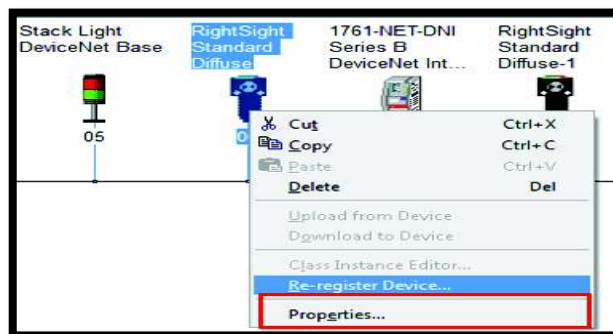 Stack Light
DeviceNet Base
RightSight
Standard
Diffuse
1761-NET-DNI
Series B
DeviceNet Int...
RightSight
Standard
Diffuse-1
05
0
Cut Ctrl+X
Copy Ctrl+C
Paste Ctrl+V
Delete Del
Upload from Device
Download to Device
Class Instance Editor...
Re-register Device...
Properties...